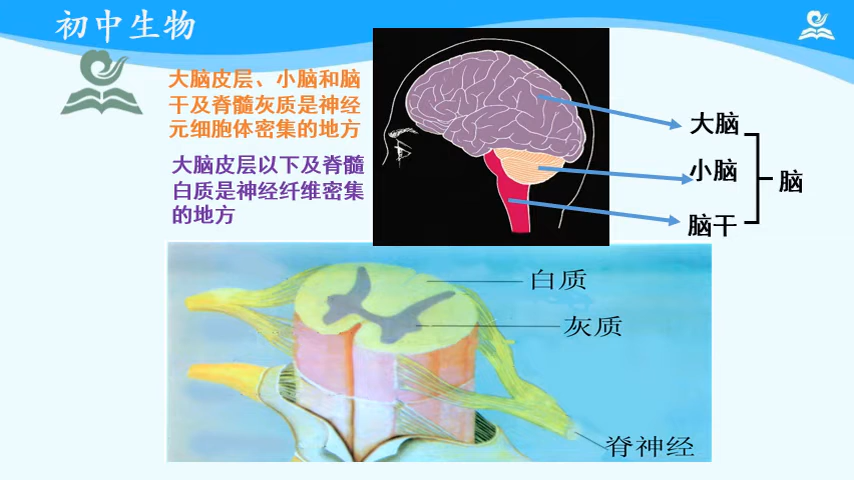 初中生物
大脑皮层、小脑和脑
干及脊髓灰质是神经
元细胞体密集的地方
大脑皮层以下及脊髓
白质是神经纤维密集
的地方
大脑
小脑
脑
脑干
白质
灰质
脊神经